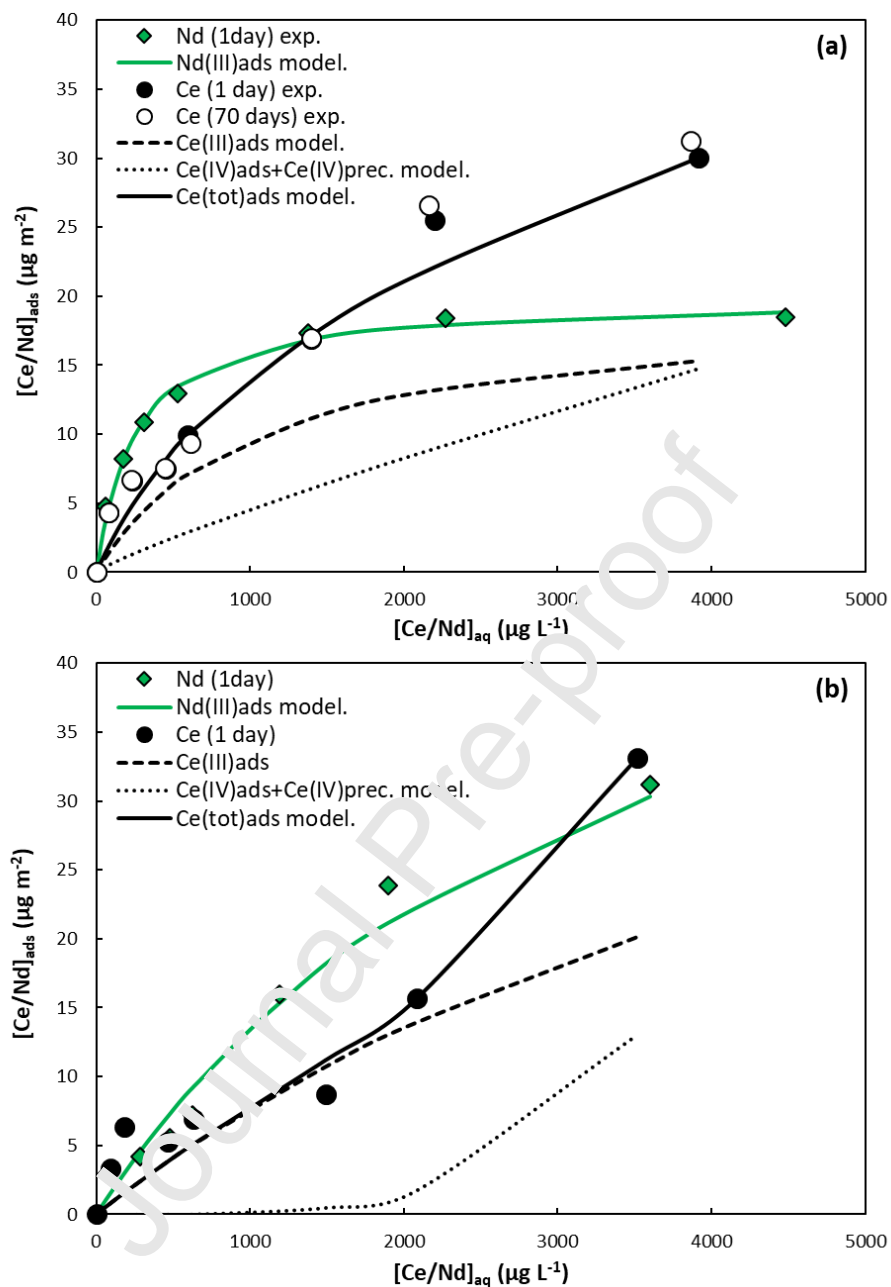 (a)
Nd (1day) exp.
Nd(III)ads model.
Ce (1 day) exp.
Ce (70 days) exp.
Ce(III)ads model.
Ce(IV)ads+Ce(IV)prec. model.
Ce(tot)ads model.
40
35
30
25
20
15
10
5
0
[Ce/Nd]ads (µg m-2)
0 1000 2000 3000 4000 5000
[Ce/Nd]aq (µg L-1)
(b)
Nd (1day)
Nd(III)ads model.
Ce (1 day)
Ce(III)ads
Ce(IV)ads+Ce(IV)prec. model.
Ce(tot)ads model.
40
35
30
25
20
15
10
5
0
[Ce/Nd]ads (µg m-2)
0 1000 2000 3000 4000 5000
[Ce/Nd]aq (µg L-1)
Journal Pre-proof